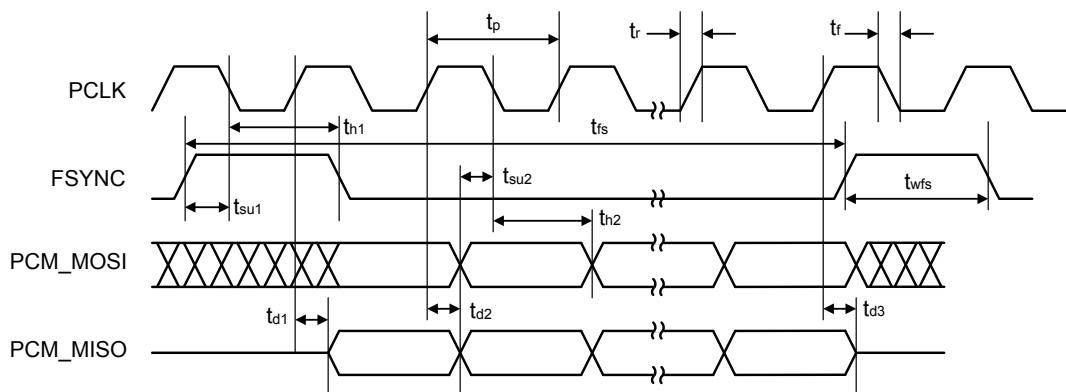 tp
tr
tf
PCLK
th1
tfs
FSYNC
tsu1
tsu2
twfs
th2
PCM_MOSI
td1
td2
td3
PCM_MISO